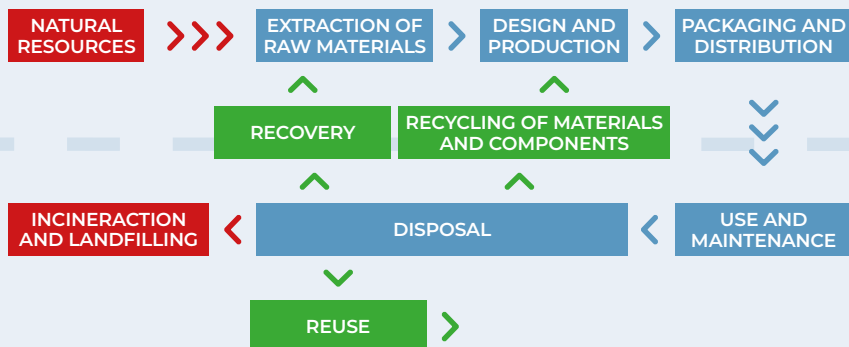 NATURAL
RESOURCES
EXTRACTION OF
RAW MATERIALS
DESIGN AND
PRODUCTION
PACKAGING AND
DISTRIBUTION
RECOVERY
RECYCLING OF MATERIALS
AND COMPONENTS
INCINERACTION
AND LANDFILLING
DISPOSAL
USE AND
MAINTENANCE
REUSE